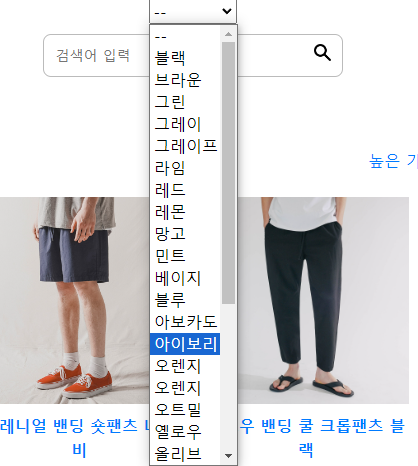 --
--
검색어 입력
블랙
브라운
그린
그레이
그레이프
라임
레드
레몬
망고
민트
베이지
블루
아보카도
아이보리
오렌지
오렌지
오트밀
옐로우
올리브
높은 가
레니얼 밴딩 숏팬츠
비
우 밴딩 쿨 크롭팬츠 블
랙